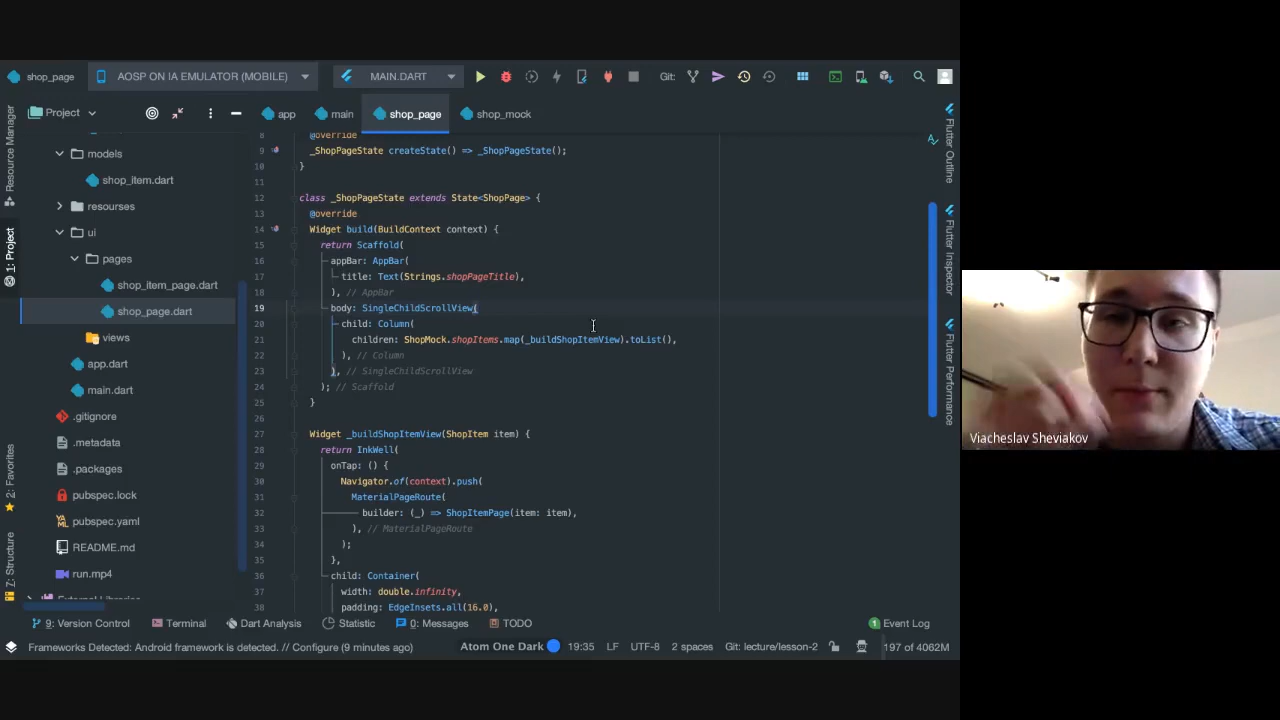 shop_page
AOSP ON IA EMULATOR (MOBILE)
MAIN.DART
Git:
Project
app
main
shop_page
shop_mock
Resource Manager
1: Project
2: Favorites
7: Structure
models
shop_item.dart
resourses
ui
pages
shop_item_page.dart
shop_page.dart
views
app.dart
main.dart
.gitignore
.metadata
.packages
pubspec.lock
pubspec.yaml
README.md
run.mp4
External Libraries
8 @override
9 _ShopPageState createState() => _ShopPageState();
10 }
11
12 class _ShopPageState extends State<ShopPage> {
13 @override
14 Widget build(BuildContext context) {
15 return Scaffold(
16 appBar: AppBar(
17 title: Text(Strings.shopPageTitle),
18 ), // AppBar
19 body: SingleChildScrollView(
20 child: Column(
21 children: ShopMock.shopItems.map(_buildShopItemView).toList(),
22 ), // Column
23 ), // SingleChildScrollView
24 ); // Scaffold
25 }
26
27 Widget _buildShopItemView(ShopItem item) {
28 return InkWell(
29 onTap: () {
30 Navigator.of(context).push(
31 MaterialPageRoute(
32 builder: (_) => ShopItemPage(item: item),
33 ), // MaterialPageRoute
34 );
35 },
36 child: Container(
37 width: double.infinity,
38 padding: EdgeInsets.all(16.0),
Flutter Outline
Flutter Inspector
Flutter Performance
9: Version Control
Terminal
Dart Analysis
Statistic
0: Messages
TODO
1 Event Log
Frameworks Detected: Android framework is detected. // Configure (9 minutes ago)
Atom One Dark
19:35
LF
UTF-8
2 spaces
Git: lecture/lesson-2
197 of 4062M
Viacheslav Sheviakov